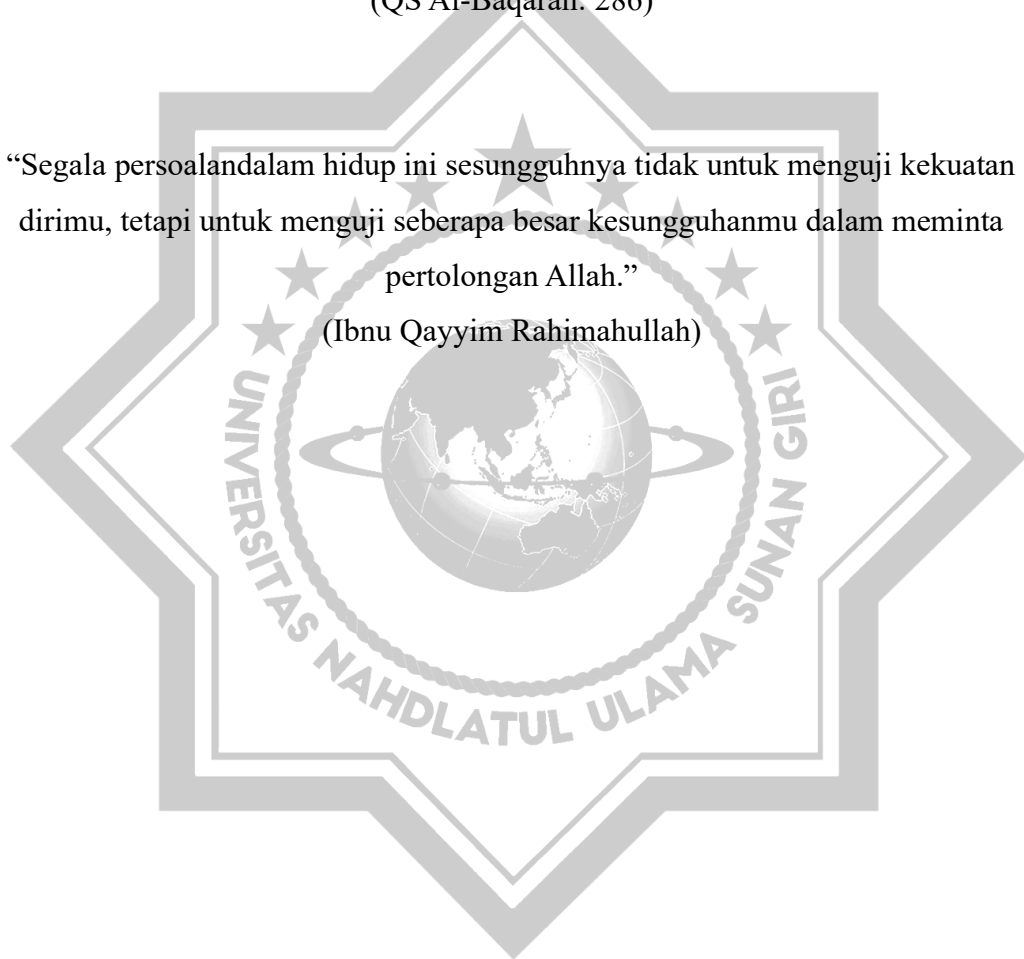 (QS Al-Baqarah: 286)
“Segala persoalandalam hidup ini sesungguhnya tidak untuk menguji kekuatan
dirimu, tetapi untuk menguji seberapa besar kesungguhanmu dalam meminta
pertolongan Allah.”
(Ibnu Qayyim Rahimahullah)
UNIVERSITAS NAHDLATUL ULAMA SUNAN GIRI